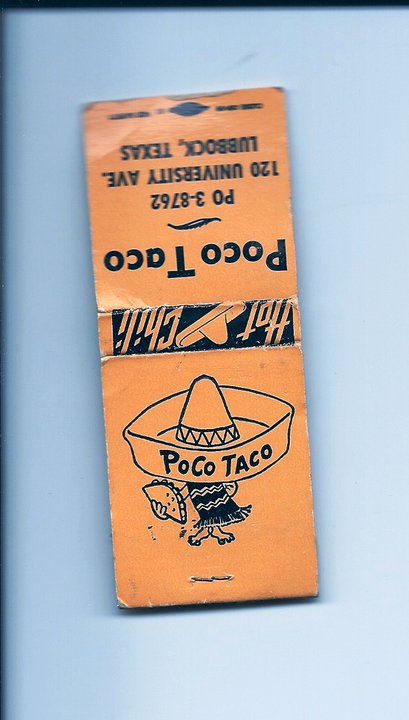 Poco Taco
PO 3-8762
120 UNIVERSITY AVE.
LUBBOCK, TEXAS
Hot Chili
POCO TACO